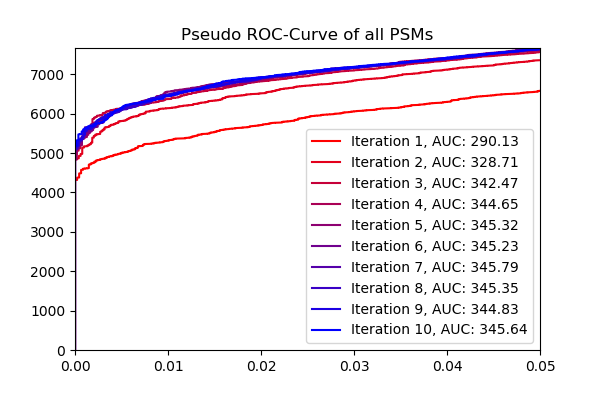 Pseudo ROC-Curve of all PSMs
7000
6000
5000
4000
3000
2000
1000
0
Iteration 1, AUC: 290.13
Iteration 2, AUC: 328.71
Iteration 3, AUC: 342.47
Iteration 4, AUC: 344.65
Iteration 5, AUC: 345.32
Iteration 6, AUC: 345.23
Iteration 7, AUC: 345.79
Iteration 8, AUC: 345.35
Iteration 9, AUC: 344.83
Iteration 10, AUC: 345.64
0.00 0.01 0.02 0.03 0.04 0.05